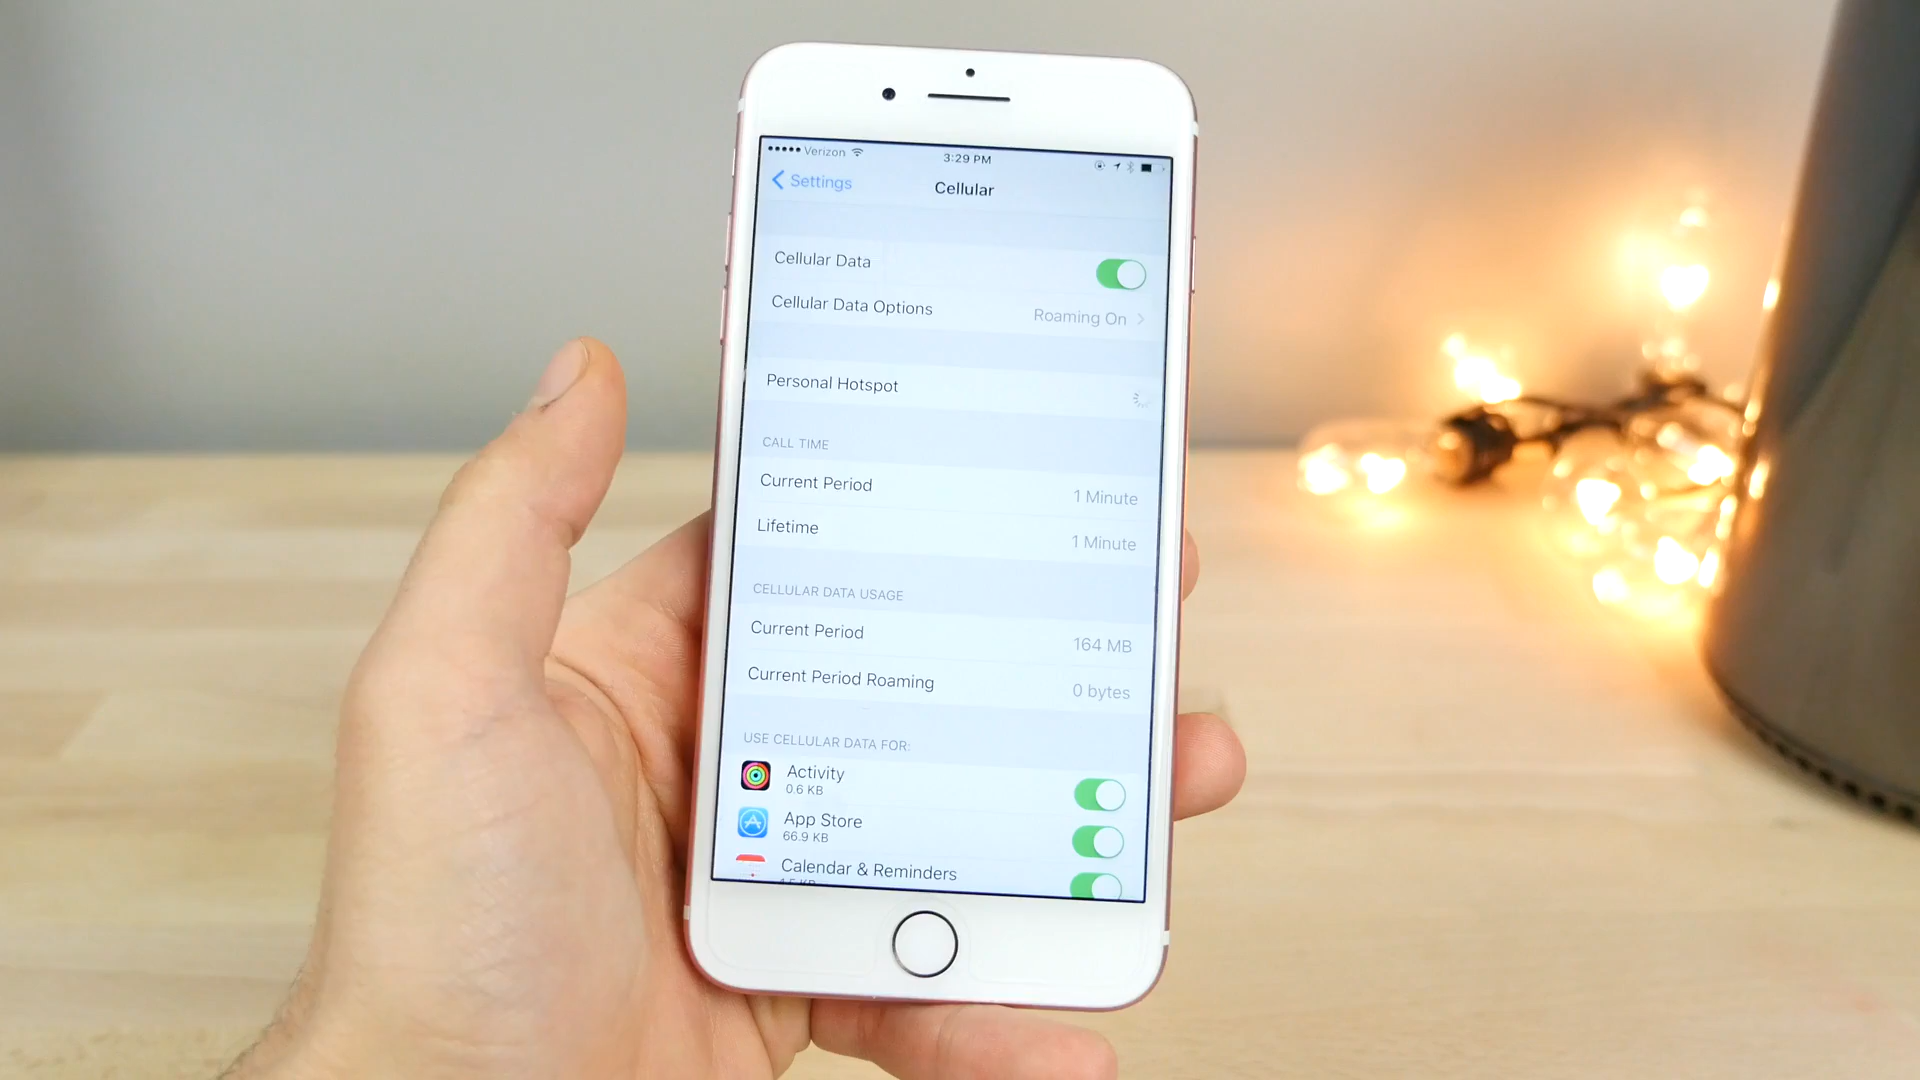 Verizon 3:29 PM
Settings Cellular
Cellular Data
Cellular Data Options Roaming On
Personal Hotspot
CALL TIME
Current Period 1 Minute
Lifetime 1 Minute
CELLULAR DATA USAGE
Current Period 164 MB
Current Period Roaming 0 bytes
USE CELLULAR DATA FOR:
Activity
0.6 KB
App Store
66.9 KB
Calendar & Reminders